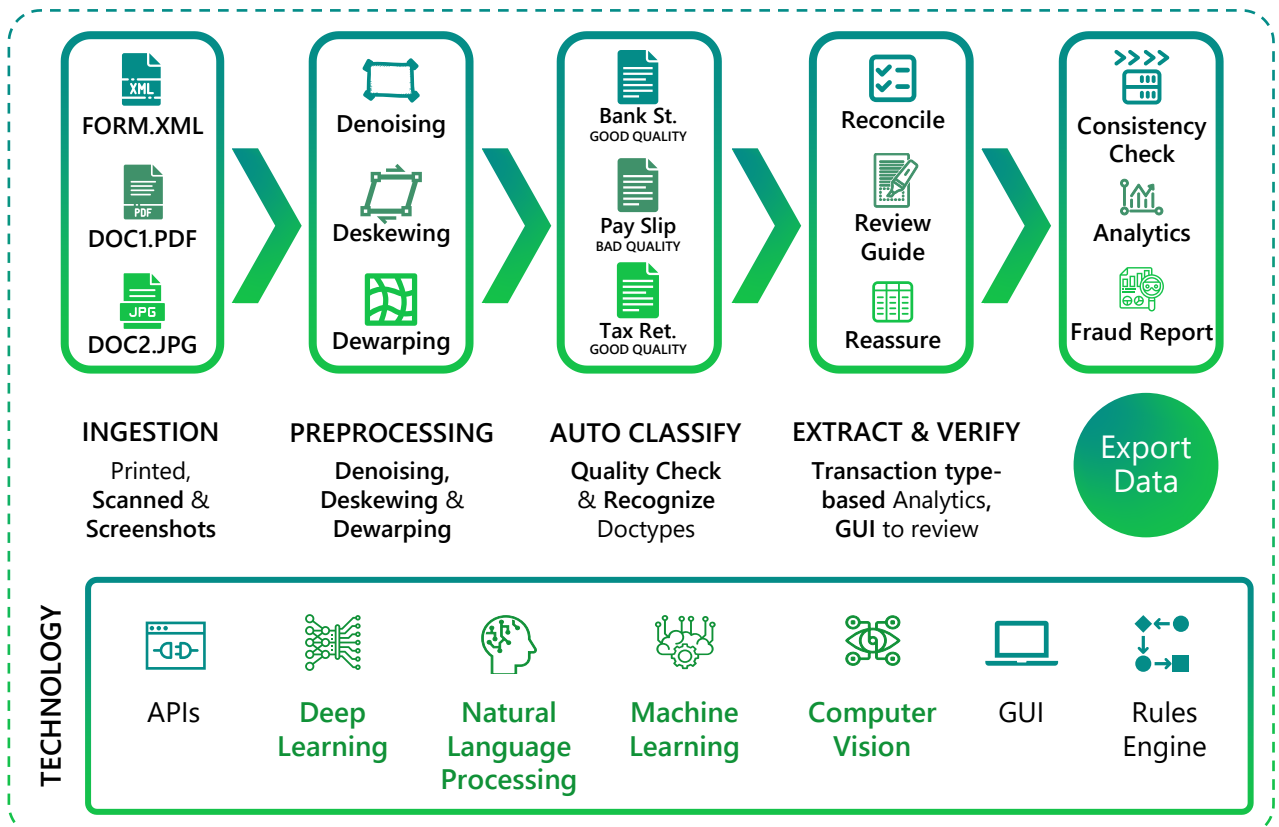 XML
FORM.XML
PDF
DOC1.PDF
JPG
DOC2.JPG
Denoising
Deskewing
Dewarping
Bank St.
GOOD QUALITY
Pay Slip
BAD QUALITY
Tax Ret.
GOOD QUALITY
Reconcile
Review
Guide
Reassure
Consistency
Check
Analytics
Fraud Report
INGESTION
Printed,
Scanned &
Screenshots
PREPROCESSING
Denoising,
Deskewing &
Dewarping
AUTO CLASSIFY
Quality Check
& Recognize
Doctypes
EXTRACT & VERIFY
Transaction type-
based Analytics,
GUI to review
Export
Data
TECHNOLOGY
APIs
Deep
Learning
Natural
Language
Processing
Machine
Learning
Computer
Vision
GUI
Rules
Engine